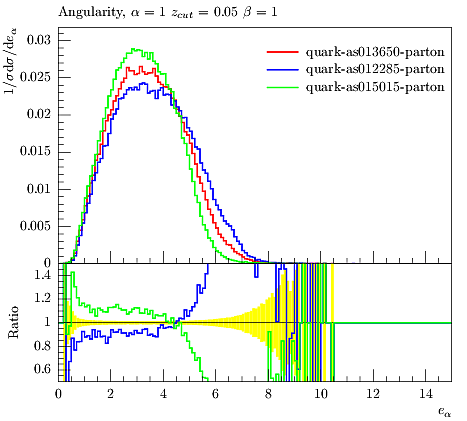 Angularity, α = 1 z_cut = 0.05 β = 1
1/σ dσ/de_α
0.03
0.025
0.02
0.015
0.01
0.005
0
quark-as013650-parton
quark-as012285-parton
quark-as015015-parton
Ratio
1.4
1.2
1
0.8
0.6
0 2 4 6 8 10 12 14
e_α